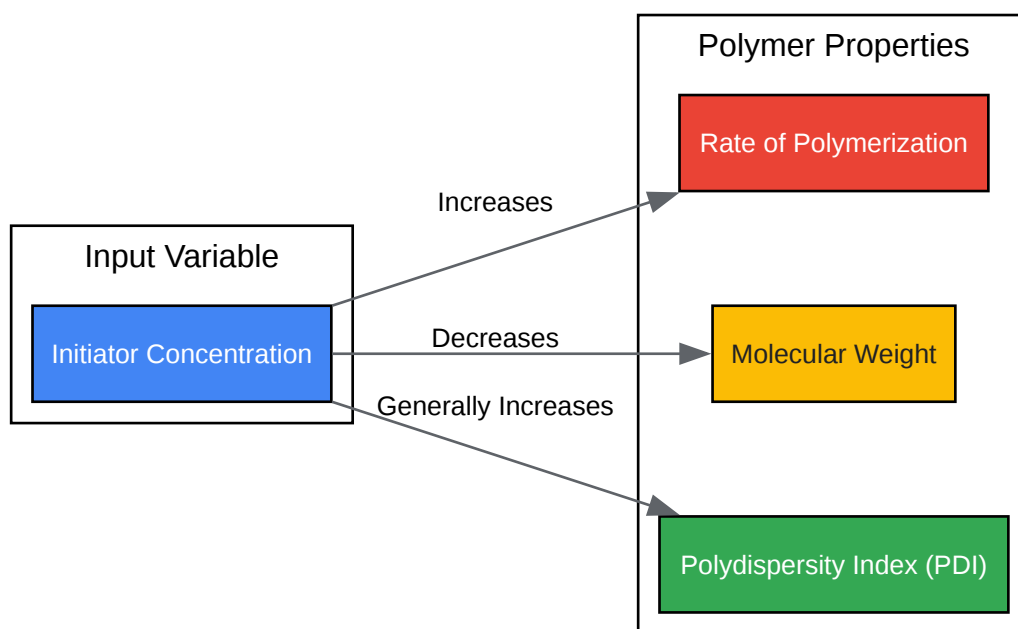 Polymer Properties
Rate of Polymerization
Increases
Input Variable
Initiator Concentration
Decreases
Molecular Weight
Generally Increases
Polydispersity Index (PDI)